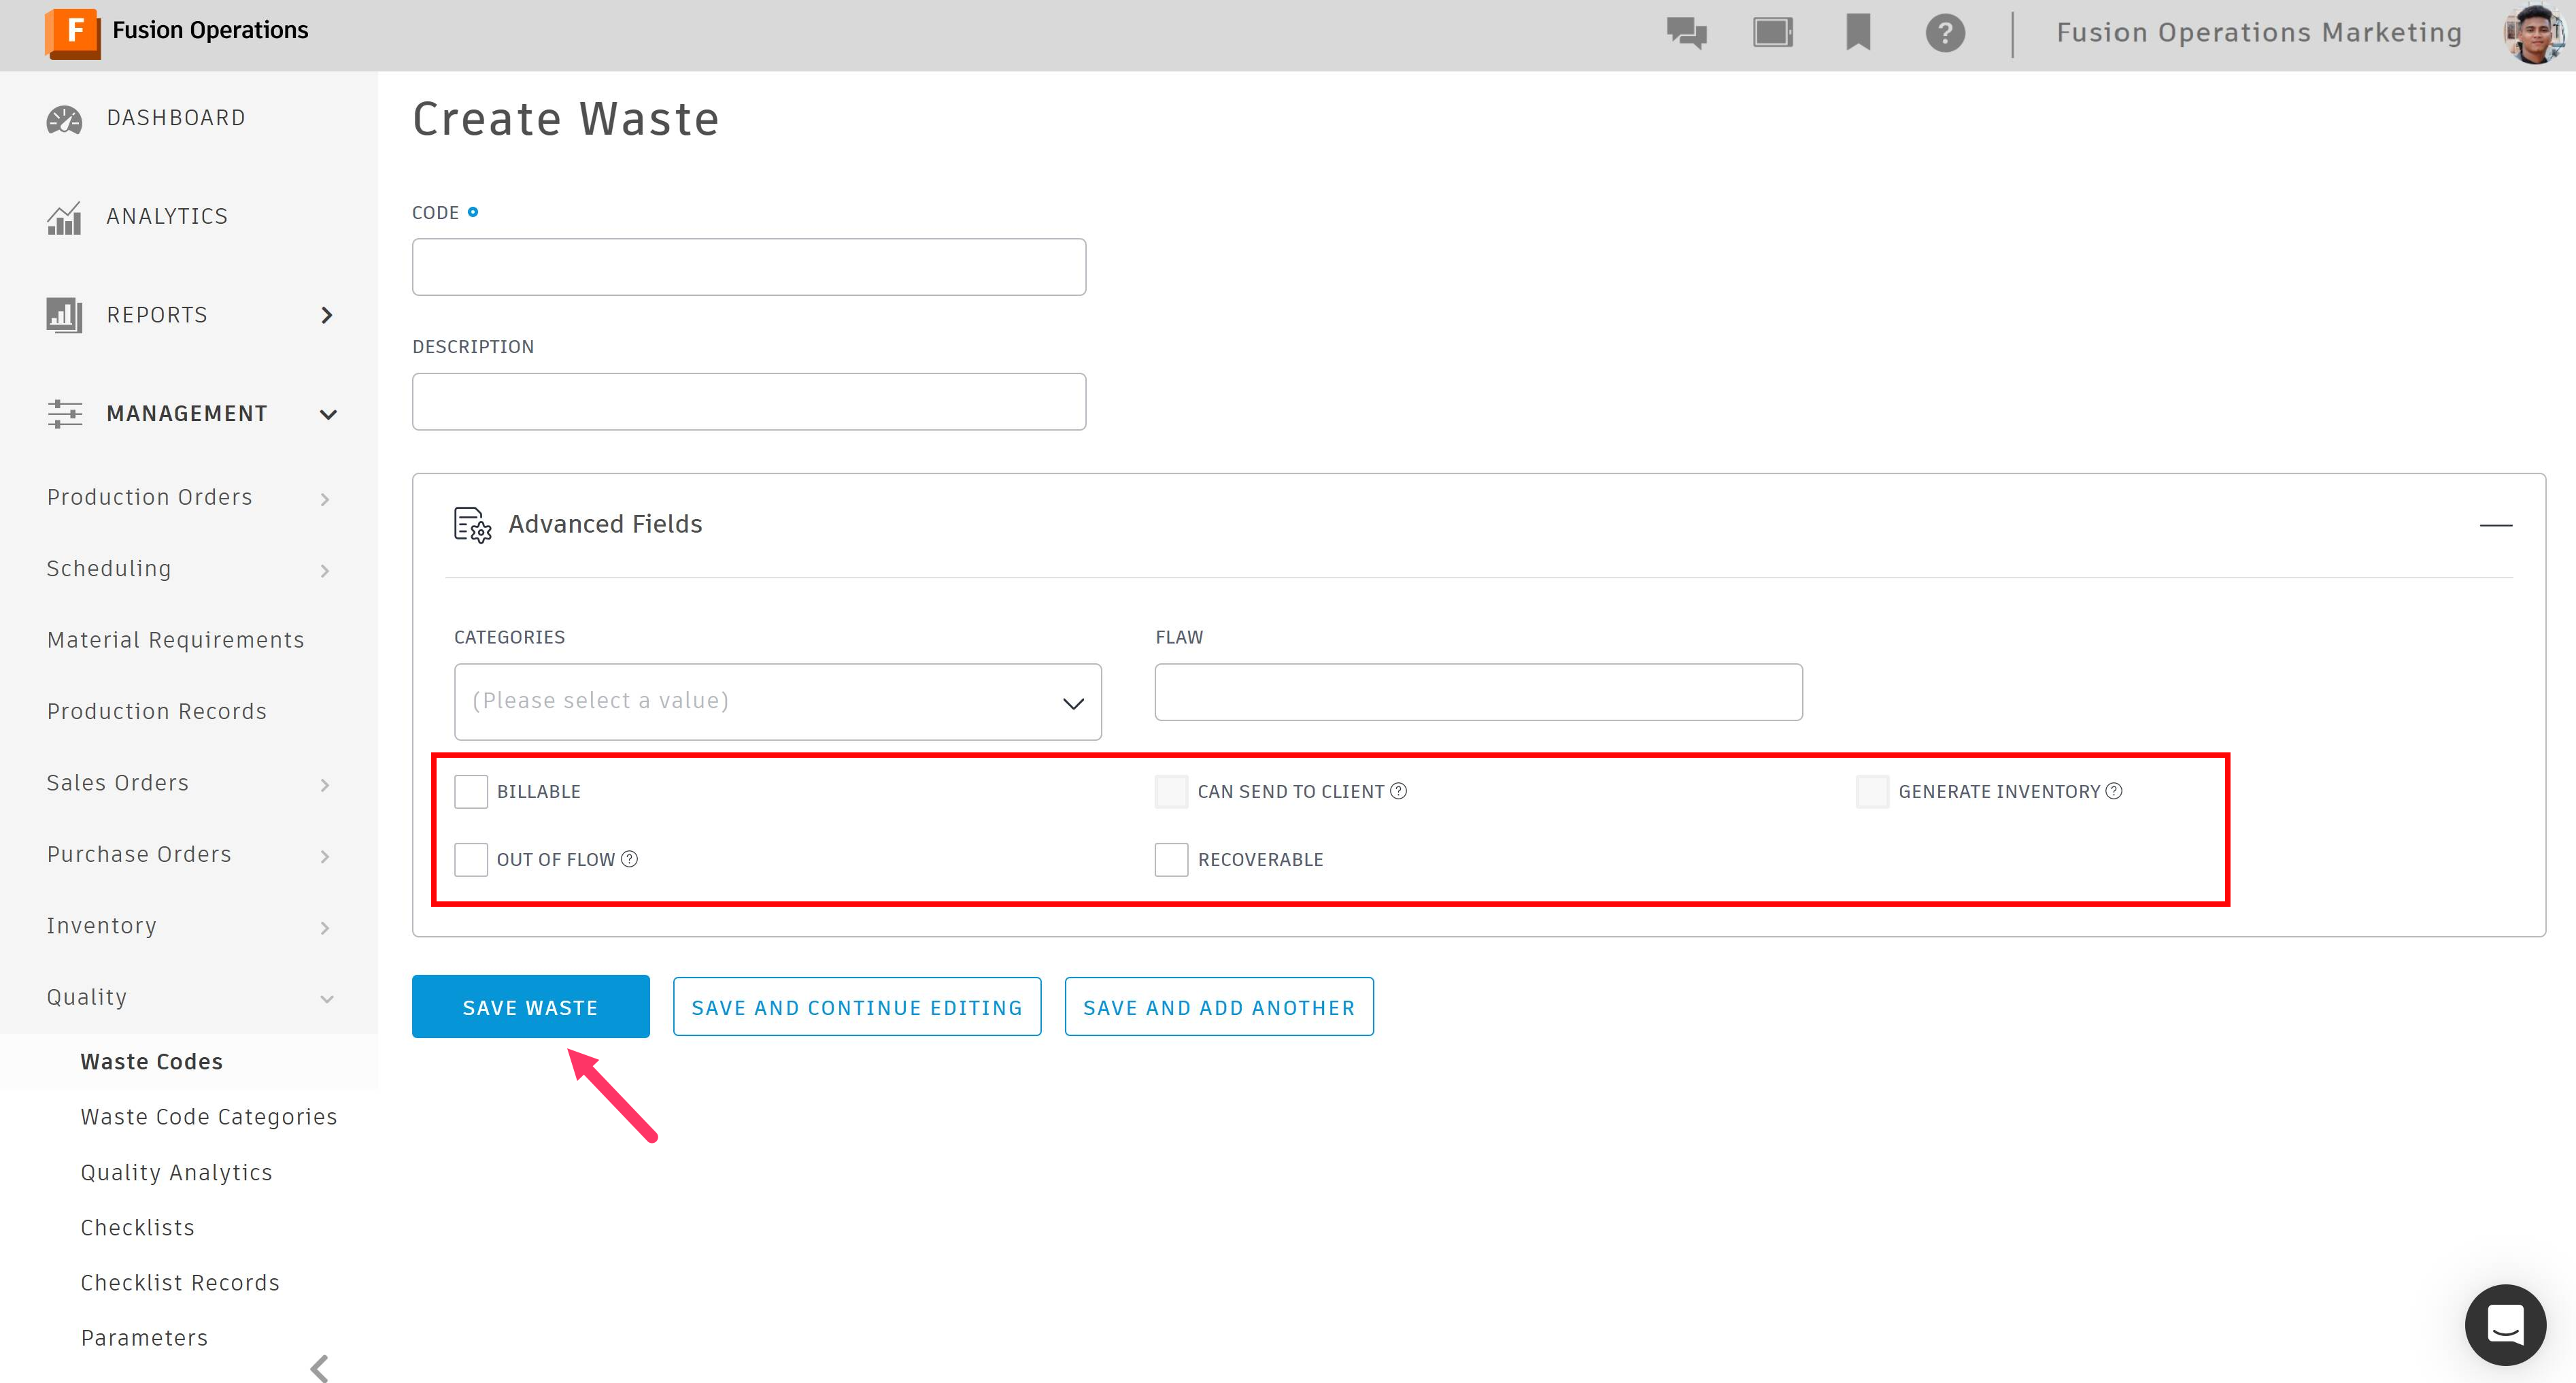 F Fusion Operations
Fusion Operations Marketing
DASHBOARD
ANALYTICS
REPORTS
MANAGEMENT
Production Orders
Scheduling
Material Requirements
Production Records
Sales Orders
Purchase Orders
Inventory
Quality
Waste Codes
Waste Code Categories
Quality Analytics
Checklists
Checklist Records
Parameters
Create Waste
CODE
DESCRIPTION
Advanced Fields
CATEGORIES FLAW
(Please select a value)
BILLABLE CAN SEND TO CLIENT ? GENERATE INVENTORY ?
OUT OF FLOW ? RECOVERABLE
SAVE WASTE SAVE AND CONTINUE EDITING SAVE AND ADD ANOTHER